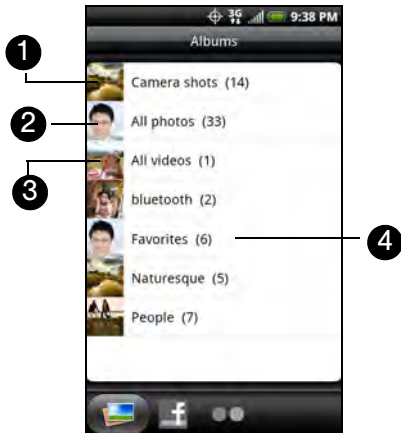 3G 9:38 PM
Albums
1
Camera shots (14)
2
All photos (33)
3
All videos (1)
bluetooth (2)
Favorites (6)
4
Naturesque (5)
People (7)
f